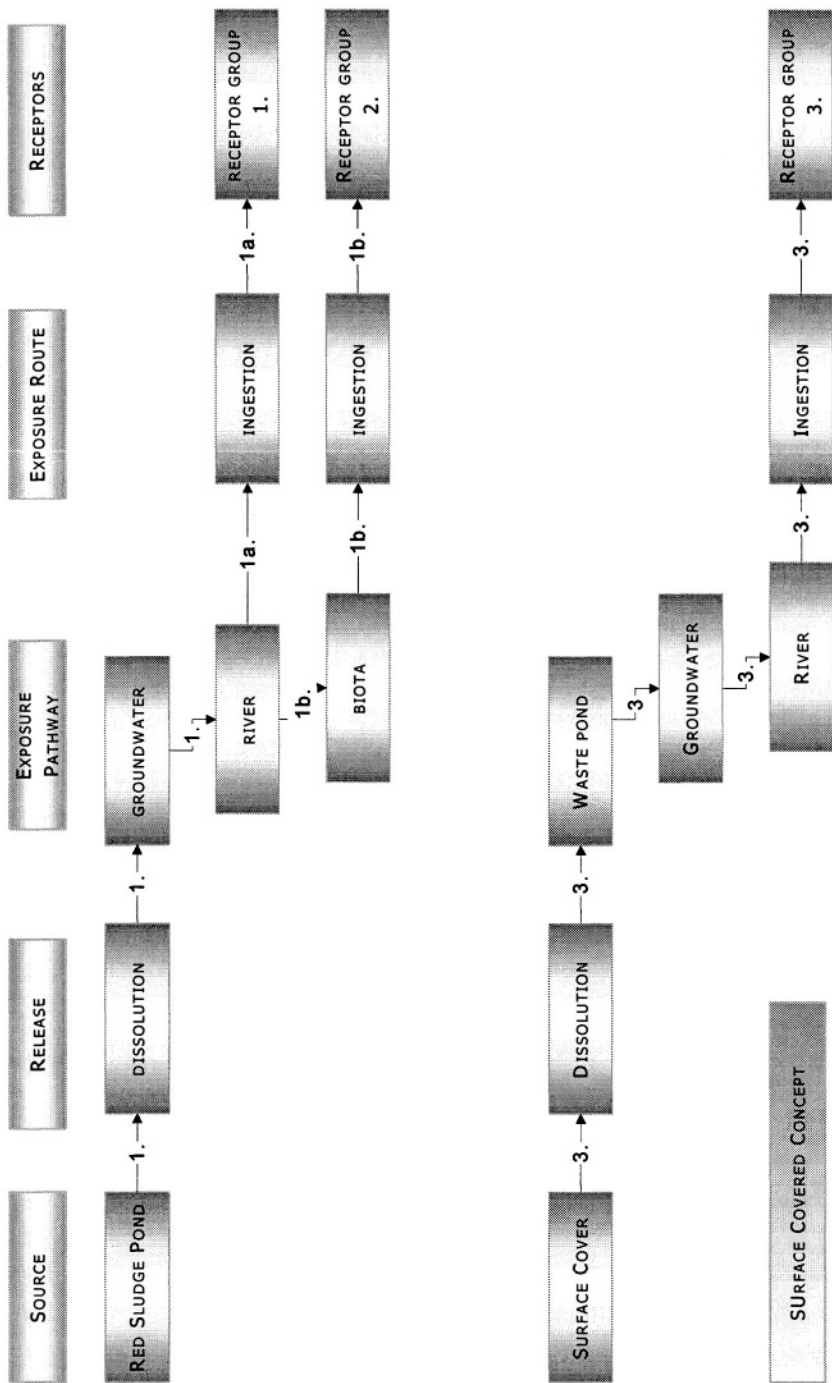 SOURCE
RELEASE
EXPOSURE
PATHWAY
EXPOSURE ROUTE
RECEPTORS
RED SLUDGE POND
1.
DISSOLUTION
1.
GROUNDWATER
1.
RIVER
1a.
INGESTION
1a.
RECEPTOR GROUP
1.
1b.
BIOTA
1b.
INGESTION
1b.
RECEPTOR GROUP
2.
SURFACE COVER
3.
DISSOLUTION
3.
WASTE POND
3
GROUNDWATER
3.
RIVER
3.
INGESTION
3.
RECEPTOR GROUP
3.
SURFACE COVERED CONCEPT